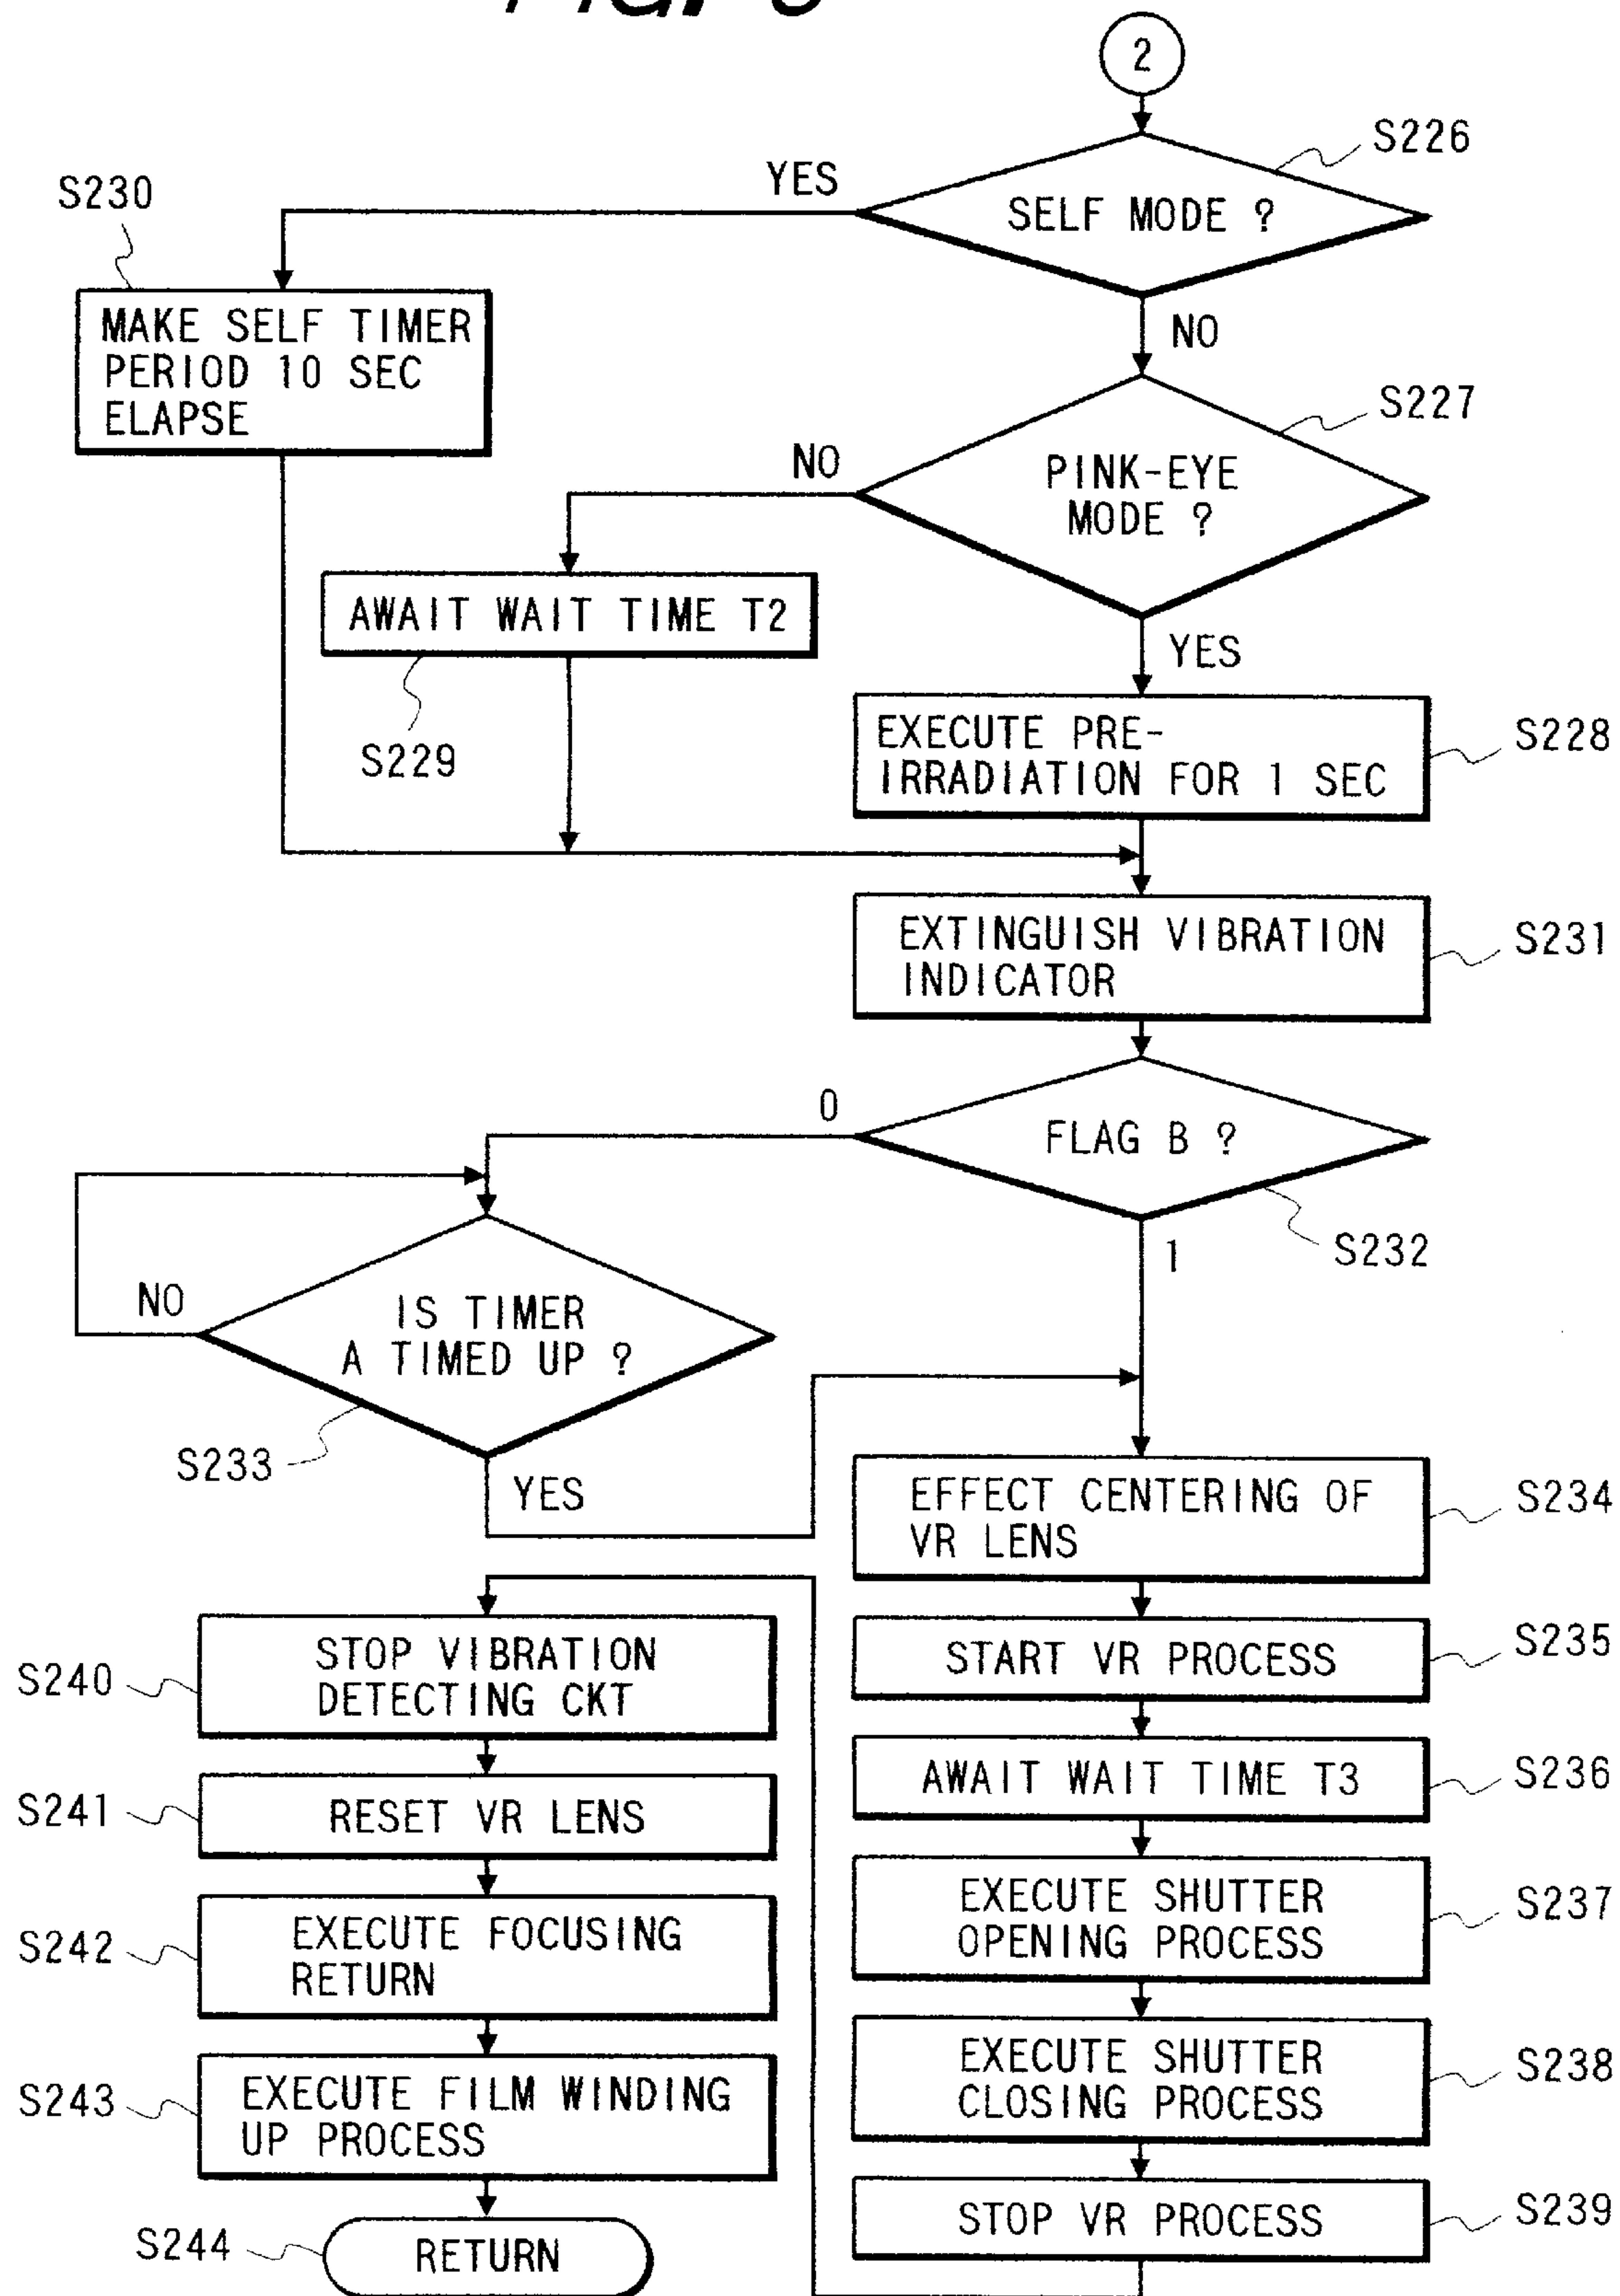 2
S226
YES
SELF MODE ?
S230
MAKE SELF TIMER
PERIOD 10 SEC
ELAPSE
NO
S227
NO
PINK-EYE
MODE ?
AWAIT WAIT TIME T2
YES
S229
EXECUTE PRE-
IRRADIATION FOR 1 SEC
S228
EXTINGUISH VIBRATION
INDICATOR
S231
0
FLAG B ?
S232
1
NO
IS TIMER
A TIMED UP ?
S233
YES
EFFECT CENTERING OF
VR LENS
S234
START VR PROCESS
S235
AWAIT WAIT TIME T3
S236
EXECUTE SHUTTER
OPENING PROCESS
S237
EXECUTE SHUTTER
CLOSING PROCESS
S238
STOP VR PROCESS
S239
S240
STOP VIBRATION
DETECTING CKT
S241
RESET VR LENS
S242
EXECUTE FOCUSING
RETURN
S243
EXECUTE FILM WINDING
UP PROCESS
S244
RETURN